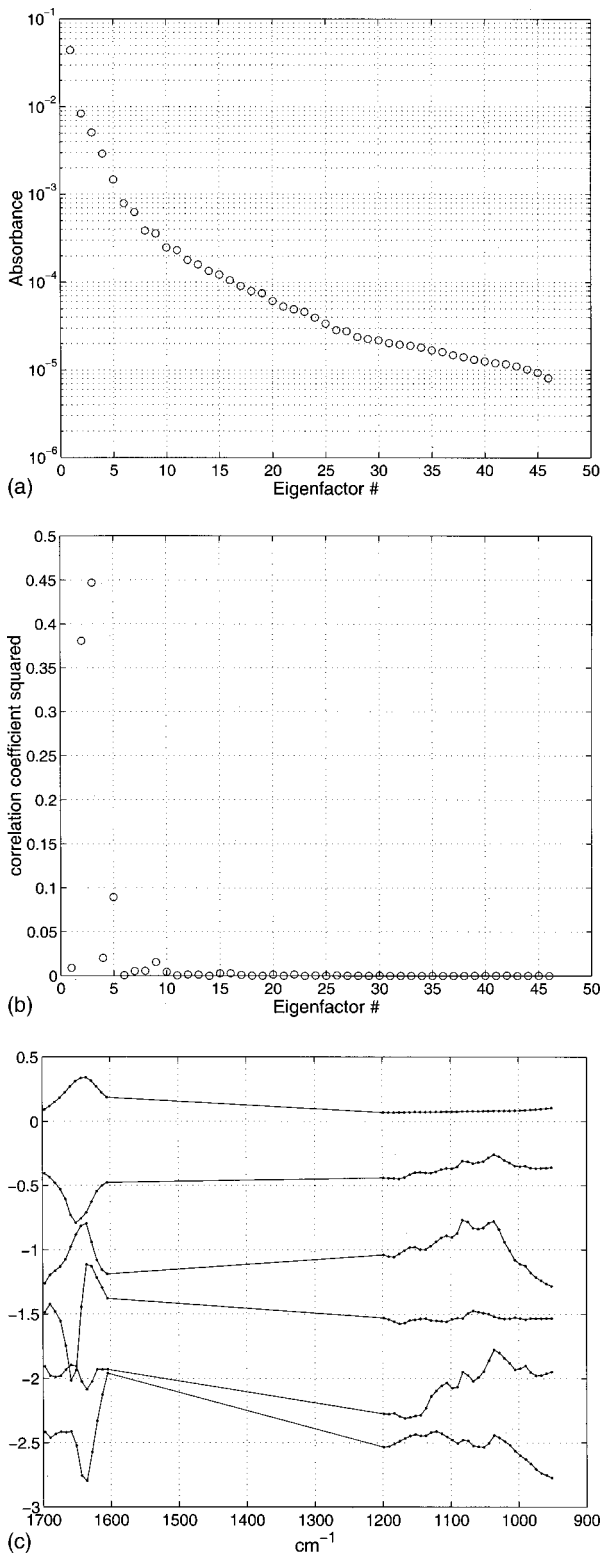 10^-1
10^-2
10^-3
10^-4
10^-5
10^-6
Absorbance
0 5 10 15 20 25 30 35 40 45 50
Eigenfactor #
(a)
0.5
0.45
0.4
0.35
0.3
0.25
0.2
0.15
0.1
0.05
0
correlation coefficient squared
0 5 10 15 20 25 30 35 40 45 50
Eigenfactor #
(b)
0.5
0
-0.5
-1
-1.5
-2
-2.5
-3
1700 1600 1500 1400 1300 1200 1100 1000 900
cm^-1
(c)